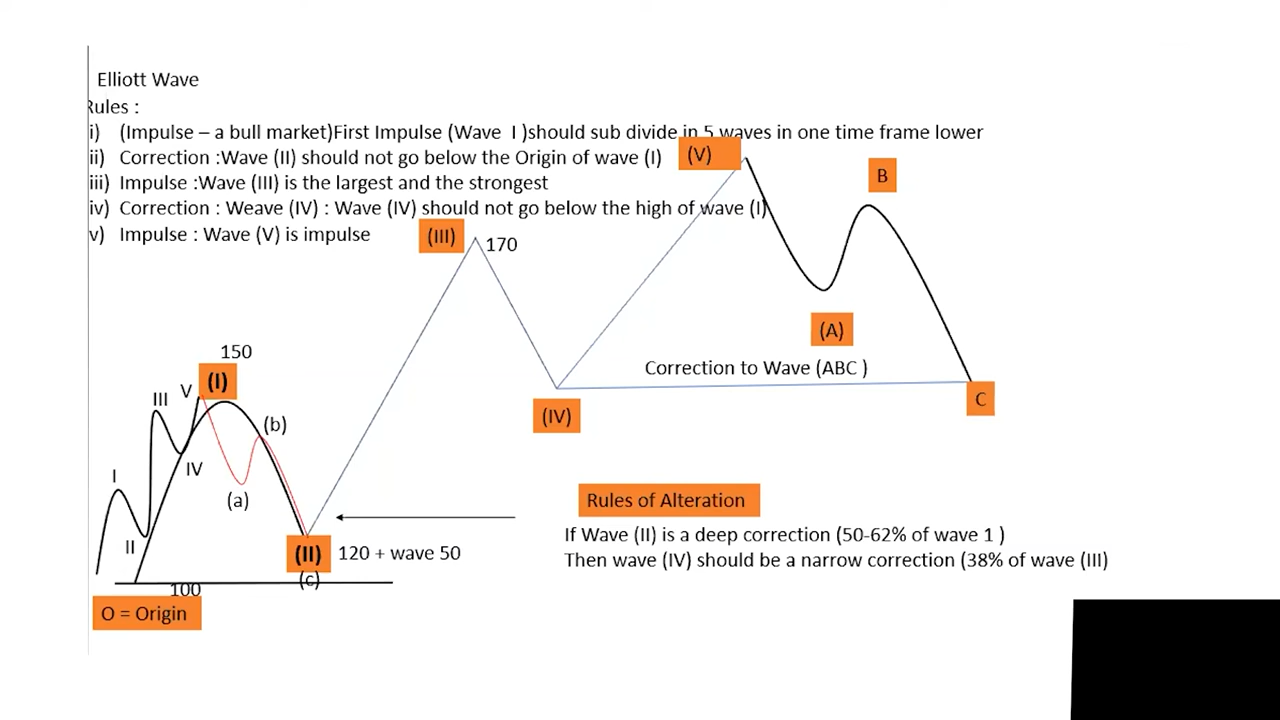 Elliott Wave
Rules :
i) (Impulse – a bull market)First Impulse (Wave I )should sub divide in 5 waves in one time frame lower
ii) Correction :Wave (II) should not go below the Origin of wave (I)
iii) Impulse :Wave (III) is the largest and the strongest
iv) Correction : Weave (IV) : Wave (IV) should not go below the high of wave (I)
v) Impulse : Wave (V) is impulse
(V)
B
(III)
170
(A)
150
Correction to Wave (ABC )
(I)
V
III
C
(IV)
(b)
IV
I
(a)
Rules of Alteration
If Wave (II) is a deep correction (50-62% of wave 1 )
Then wave (IV) should be a narrow correction (38% of wave (III)
II
(II)
120 + wave 50
(c)
100
O = Origin